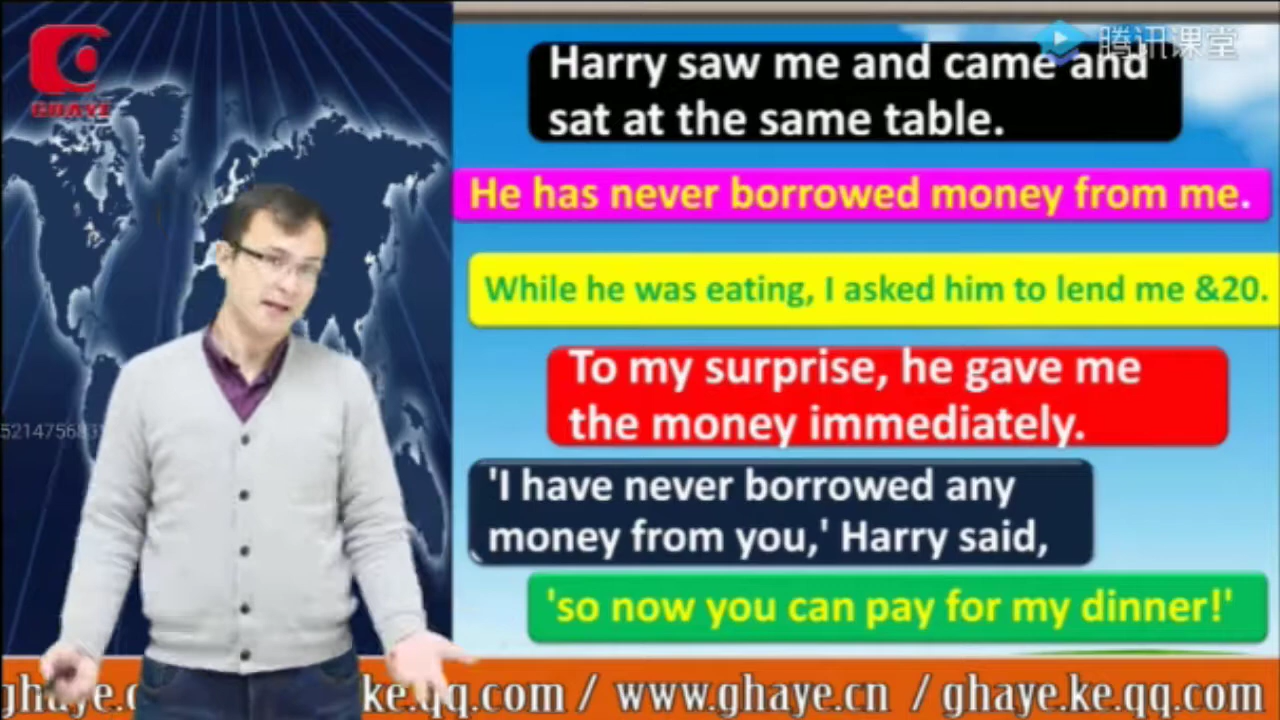 GHAYE
腾讯课堂
Harry saw me and came and
sat at the same table.
He has never borrowed money from me.
While he was eating, I asked him to lend me &20.
To my surprise, he gave me
the money immediately.
'I have never borrowed any
money from you,' Harry said,
'so now you can pay for my dinner!'
ghaye.c ke.qq.com / www.ghaye.cn / ghaye.ke.qq.com